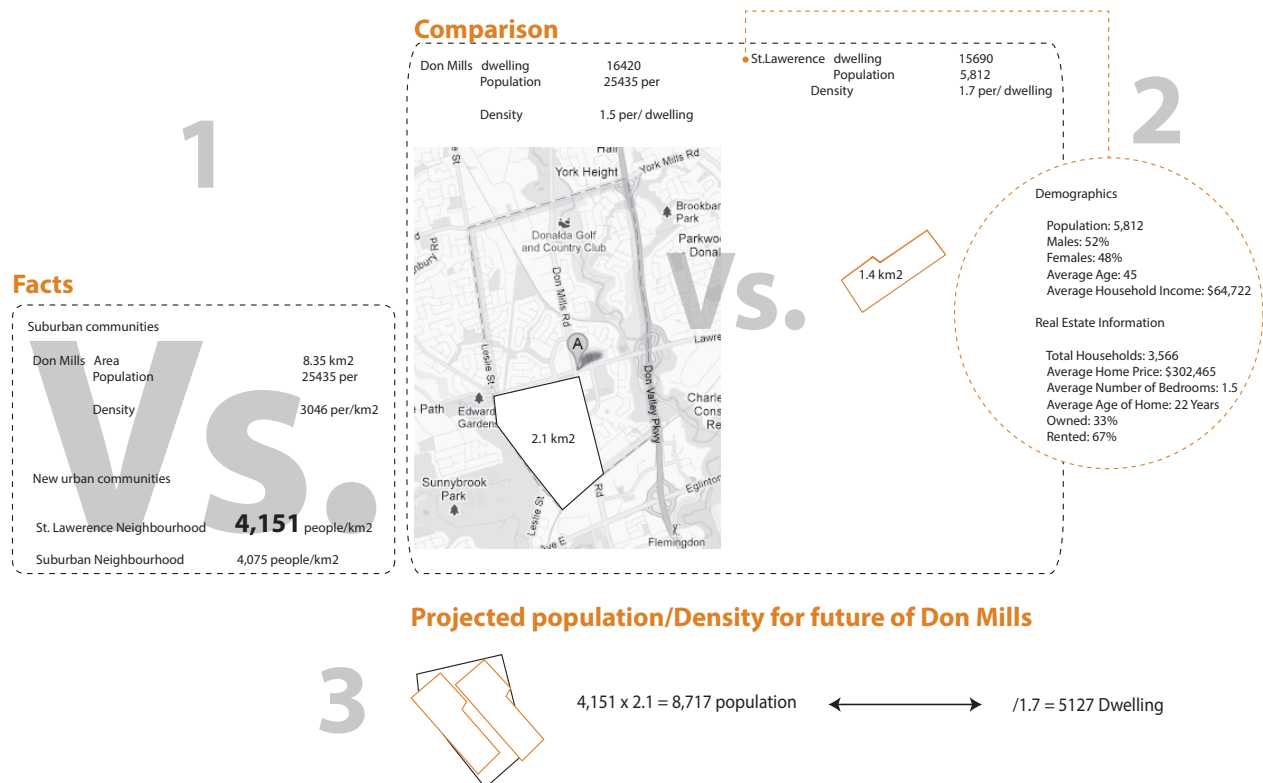 1
Facts
Vs.
Suburban communities
Don Mills Area 8.35 km2
Population 25435 per
Density 3046 per/km2
New urban communities
St. Lawerence Neighbourhood 4,151 people/km2
Suburban Neighbourhood 4,075 people/km2
Comparison
Don Mills dwelling 16420
Population 25435 per
Density 1.5 per/ dwelling
St.Lawerence dwelling 15690
Population 5,812
Density 1.7 per/ dwelling
Hall
York Height
York Mills Rd
Donalda Golf
and Country Club
Park
Don Mills Rd
A
Leslie St
Don Valley Pkwy
Path
Sunnybrook
Park
2.1 km2
Rd
Leslie St
Ave E
Flemingdon
Vs.
1.4 km2
2
Demographics
Population: 5,812
Males: 52%
Females: 48%
Average Age: 45
Average Household Income: $64,722
Real Estate Information
Total Households: 3,566
Average Home Price: $302,465
Average Number of Bedrooms: 1.5
Average Age of Home: 22 Years
Owned: 33%
Rented: 67%
Projected population/Density for future of Don Mills
3
4,151 x 2.1 = 8,717 population
/1.7 = 5127 Dwelling